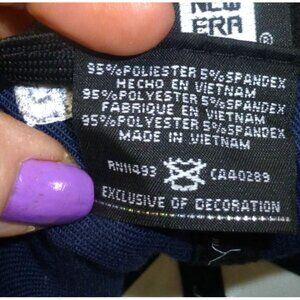 NEW
ERA
®
95%POLIESTER 5%SPANDEX
HECHO EN VIETNAM
95%POLYESTER 5%SPANDEX
FABRIQUE EN VIETNAM
95%POLYESTER 5%SPANDEX
MADE IN VIETNAM
RN11493 CA40289
EXCLUSIVE OF DECORATION